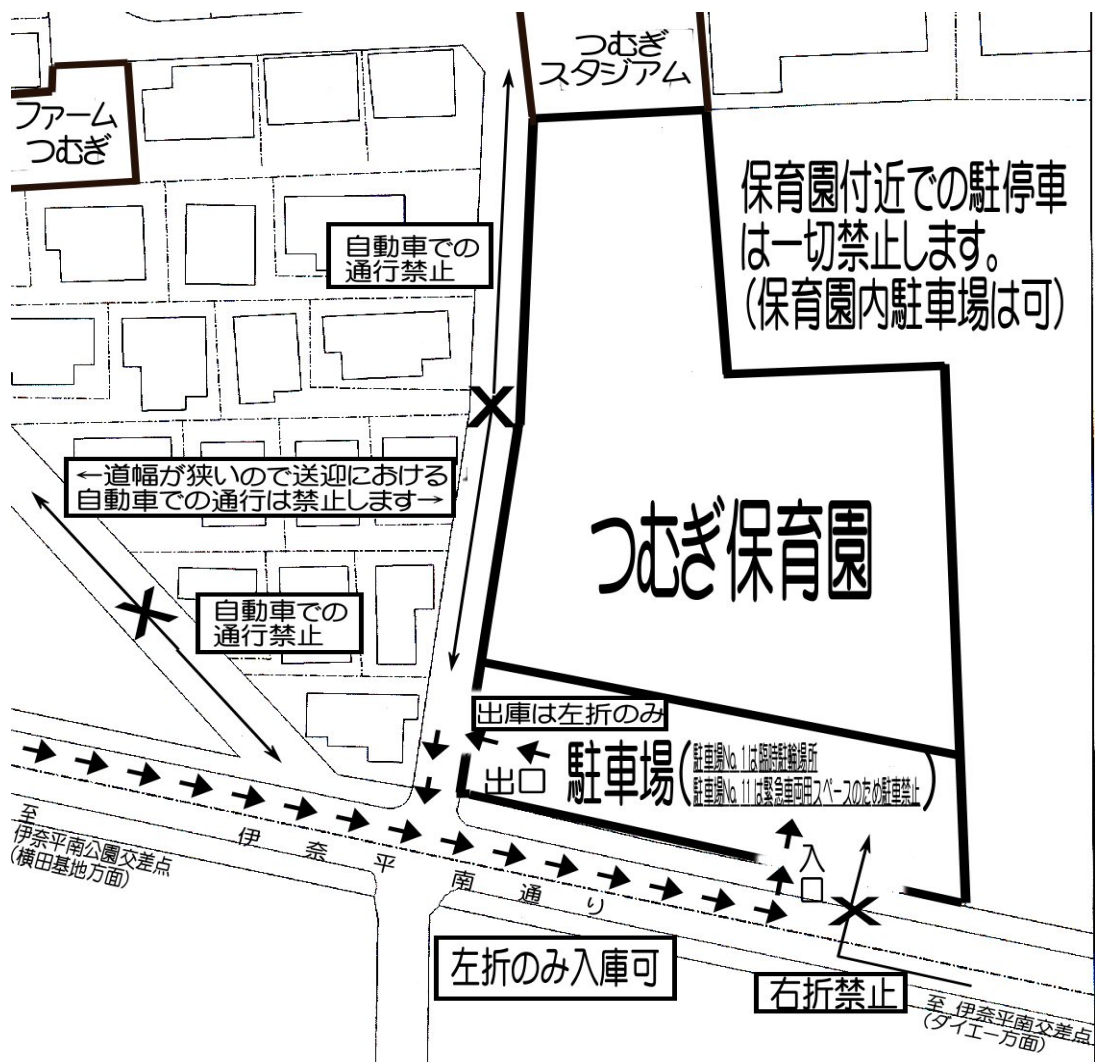 つむぎ
スタジアム
ファーム
つむぎ
保育園付近での駐停車
は一切禁止します。
(保育園内駐車場は可)
自動車での
通行禁止
←道幅が狭いので送迎における
自動車での通行は禁止します→
つむぎ保育園
自動車での
通行禁止
出庫は左折のみ
出口
駐車場
(駐車場No.1は臨時駐輪場所
駐車場No.11は緊急車両用スペースのため駐車禁止)
入口
至
伊奈平南公園交差点
(横田基地方面)
伊奈平南通り
左折のみ入庫可
右折禁止
至 伊奈平南交差点
(ダイエー方面)